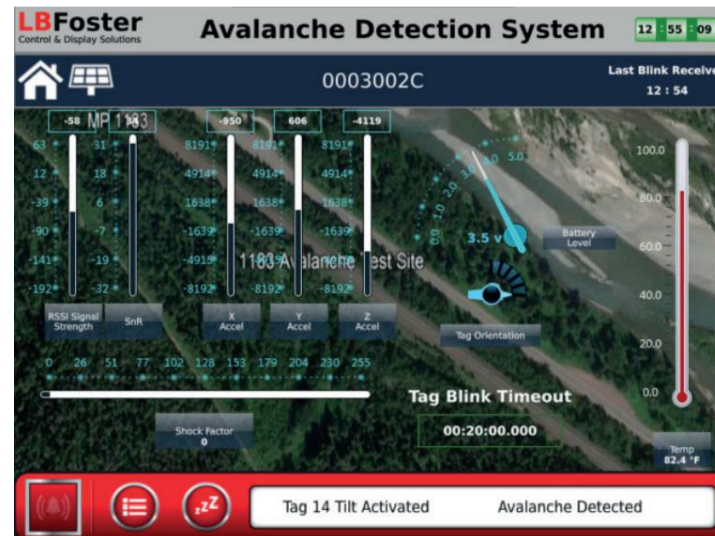 LBFoster
Control & Display Solutions
Avalanche Detection System
12 : 55 : 09
0003002C
Last Blink Receive
12 : 54
-58
MP 1183
-950
606
-4119
63
31
8191
8191
8191
100.0
12
18
4914
4914
4914
-39
6
1638
1638
1638
-90
-7
-1639
-1639
-1639
-141
-19
-4915
-192
-32
-8192
-8192
-8192
1183 Avalanche Test Site
0.0
1.0
2.0
3.0
4.0
5.0
3.5 v
Battery
Level
80.0
60.0
40.0
20.0
0.0
RSSI Signal
Strength
SnR
X
Accel
Y
Accel
Z
Accel
Tag Orientation
0 26 51 77 102 128 153 179 204 230 255
Shock Factor
0
Tag Blink Timeout
00:20:00.000
Temp
82.4 °F
zzZ
Tag 14 Tilt Activated
Avalanche Detected